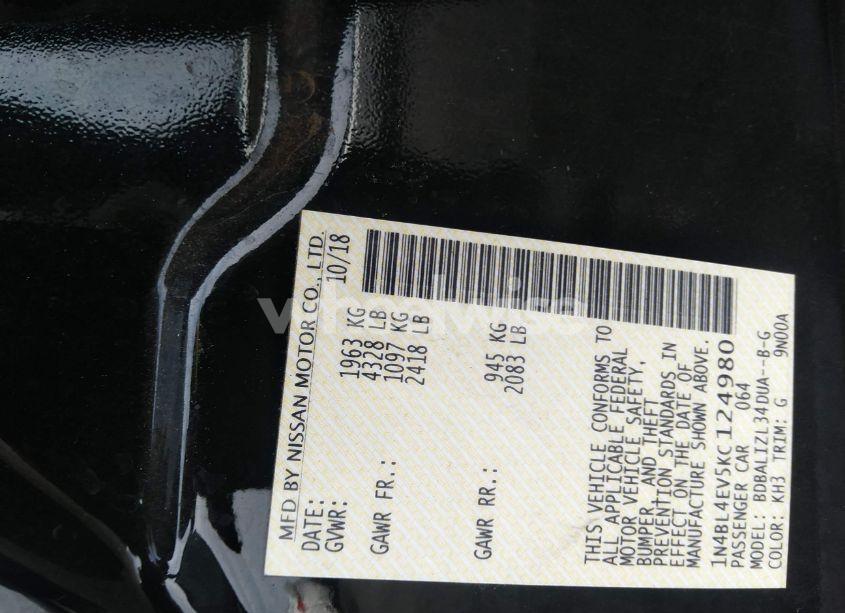 MFD BY NISSAN MOTOR CO., LTD.
DATE: 10/18
GVWR: 1963 KG
4328 LB
GAWR FR.: 1097 KG
2418 LB
GAWR RR.: 945 KG
2083 LB
THIS VEHICLE CONFORMS TO
ALL APPLICABLE FEDERAL
MOTOR VEHICLE SAFETY,
BUMPER, AND THEFT
PREVENTION STANDARDS IN
EFFECT ON THE DATE OF
MANUFACTURE SHOWN ABOVE.
1N4BL4EV5KC124980
PASSENGER CAR 064
MODEL: BDBALIZL34DUA--B-G
COLOR: KH3 TRIM: G 9N00A